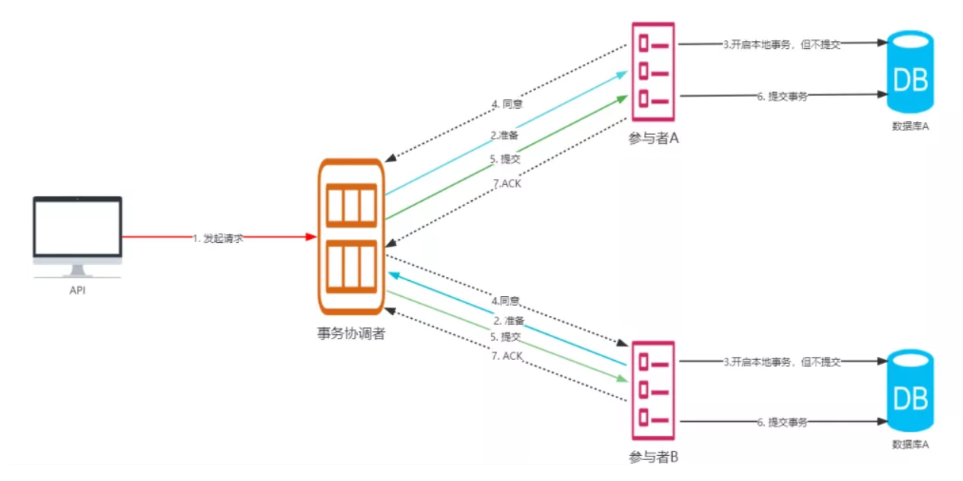 3.开启本地事务，但不提交
DB
4. 同意
6. 提交事务
数据库A
2.准备
参与者A
5. 提交
7.ACK
1. 发起请求
API
4.同意
2. 准备
事务协调者
5. 提交
7. ACK
3.开启本地事务，但不提交
DB
6. 提交事务
数据库A
参与者B